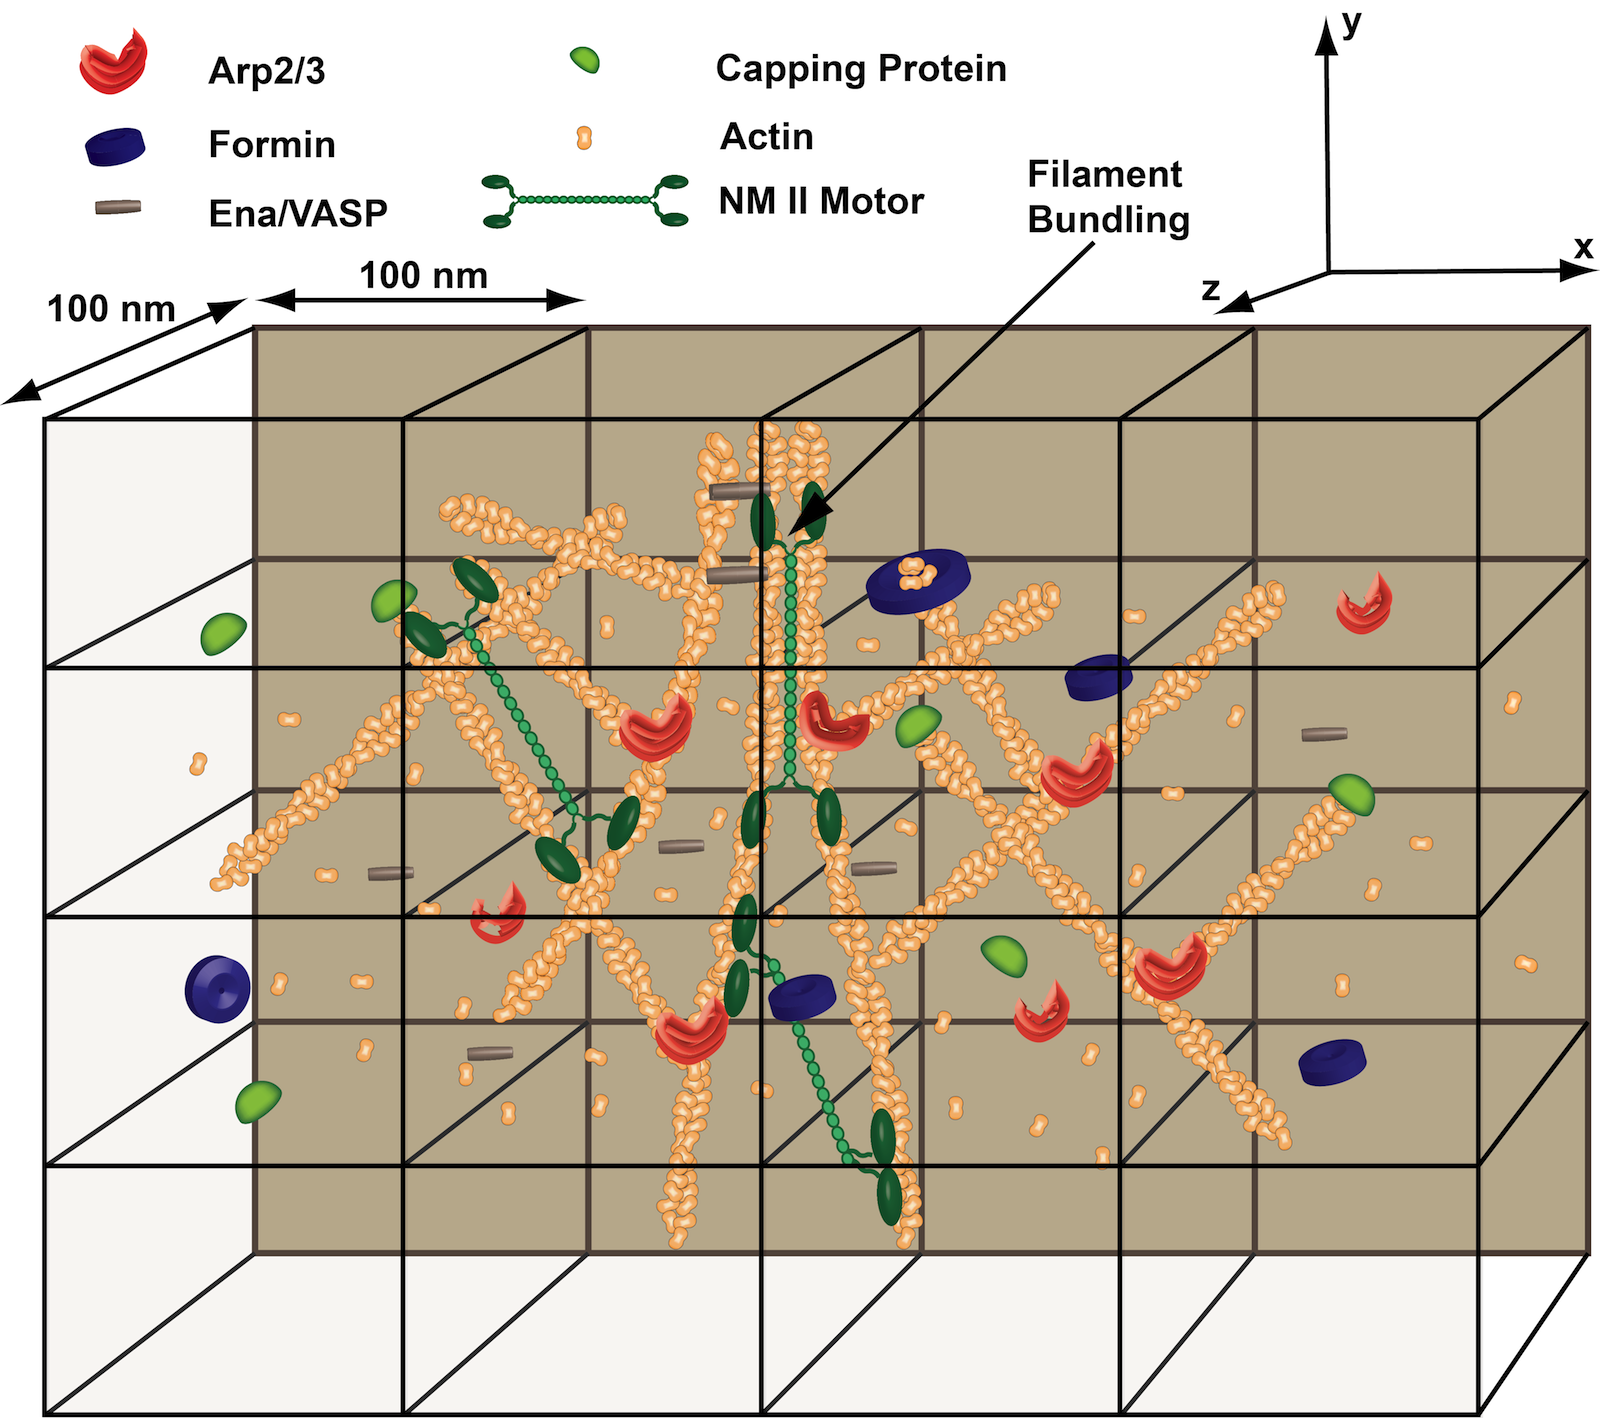 Arp2/3
Formin
Ena/VASP
Capping Protein
Actin
NM II Motor
Filament
Bundling
y
x
z
100 nm
100 nm